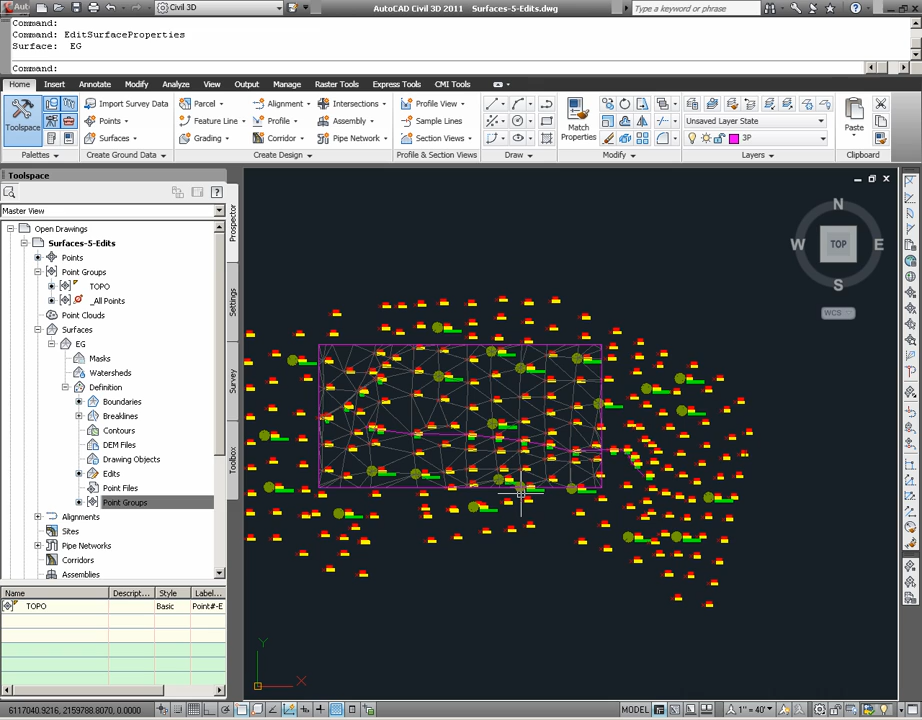 Aut
Civil 3D
AutoCAD Civil 3D 2011 Surfaces-5-Edits.dwg
Type a keyword or phrase
Command:
Command: EditSurfaceProperties
Surface: EG
Command:
Home Insert Annotate Modify Analyze View Output Manage Raster Tools Express Tools CMI Tools
Toolspace
Import Survey Data
Points
Surfaces
Parcel
Feature Line
Grading
Alignment
Profile
Corridor
Intersections
Assembly
Pipe Network
Profile View
Sample Lines
Section Views
Match
Properties
Unsaved Layer State
3P
Paste
Palettes Create Ground Data Create Design Profile & Section Views Draw Modify Layers Clipboard
Toolspace
Master View
Open Drawings
Surfaces-5-Edits
Points
Point Groups
TOPO
_All Points
Point Clouds
Surfaces
EG
Masks
Watersheds
Definition
Boundaries
Breaklines
Contours
DEM Files
Drawing Objects
Edits
Point Files
Point Groups
Alignments
Sites
Pipe Networks
Corridors
Assemblies
Prospector
Settings
Survey
Toolbox
Name Descript... Style Label...
TOPO Basic Point#-E
N
W TOP E
S
WCS
Y
X
6117040.9216, 2159788.8070, 0.0000
MODEL
1" = 40'